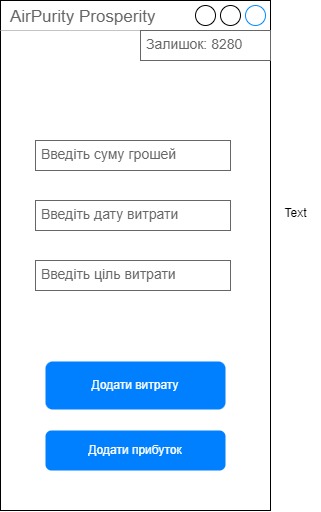 AirPurity Prosperity
Залишок: 8280
Введіть суму грошей
Введіть дату витрати
Text
Введіть ціль витрати
Додати витрату
Додати прибуток